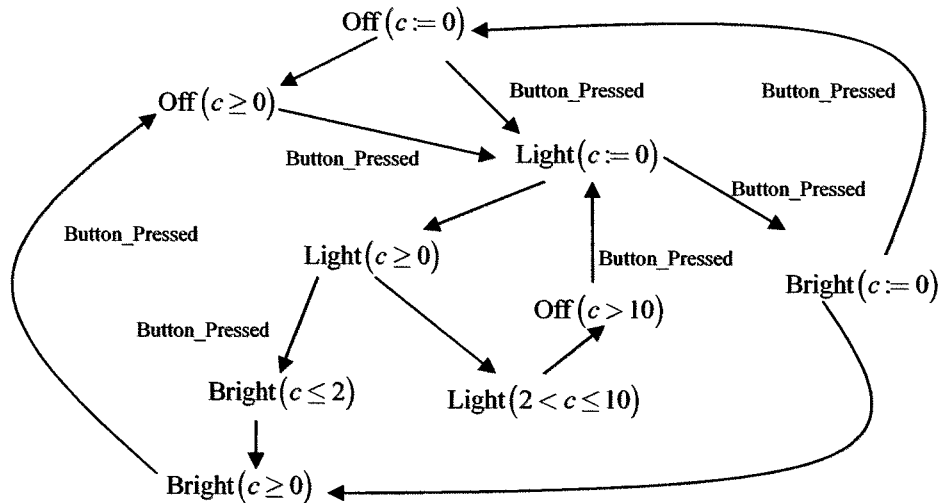 Off(c := 0)
Button_Pressed
Button_Pressed
Off(c ≥ 0)
Button_Pressed
Light(c := 0)
Button_Pressed
Button_Pressed
Light(c ≥ 0)
Button_Pressed
Bright(c := 0)
Off(c > 10)
Button_Pressed
Bright(c ≤ 2)
Light(2 < c ≤ 10)
Bright(c ≥ 0)